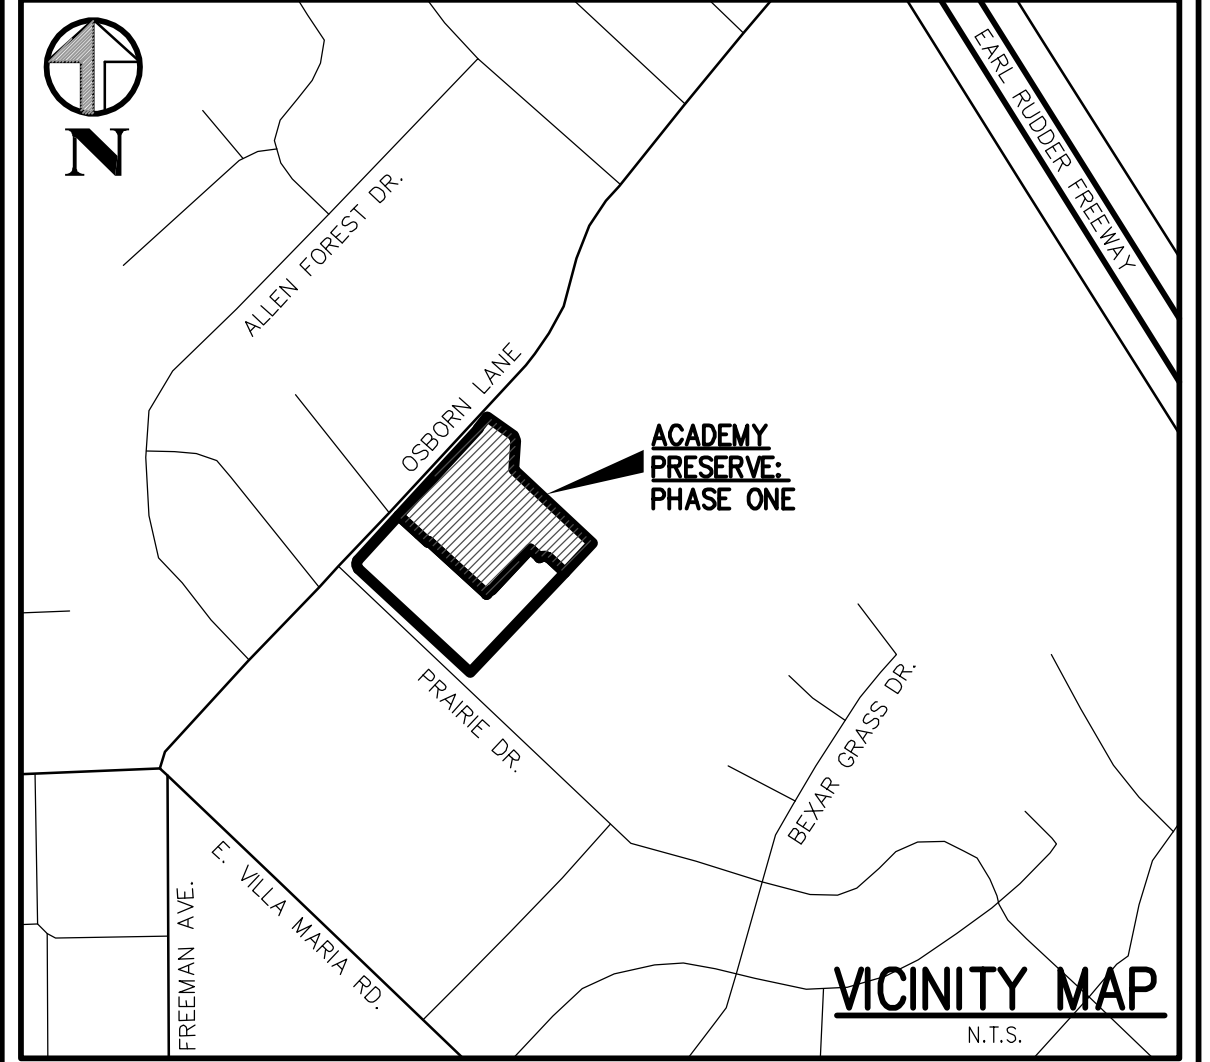 N
EARL RUDDER FREEWAY
ALLEN FOREST DR.
OSBORN LANE
ACADEMY
PRESERVE:
PHASE ONE
PRAIRIE DR.
BEXAR GRASS DR.
E. VILLA MARIA RD.
FREEMAN AVE.
VICINITY MAP
N.T.S.